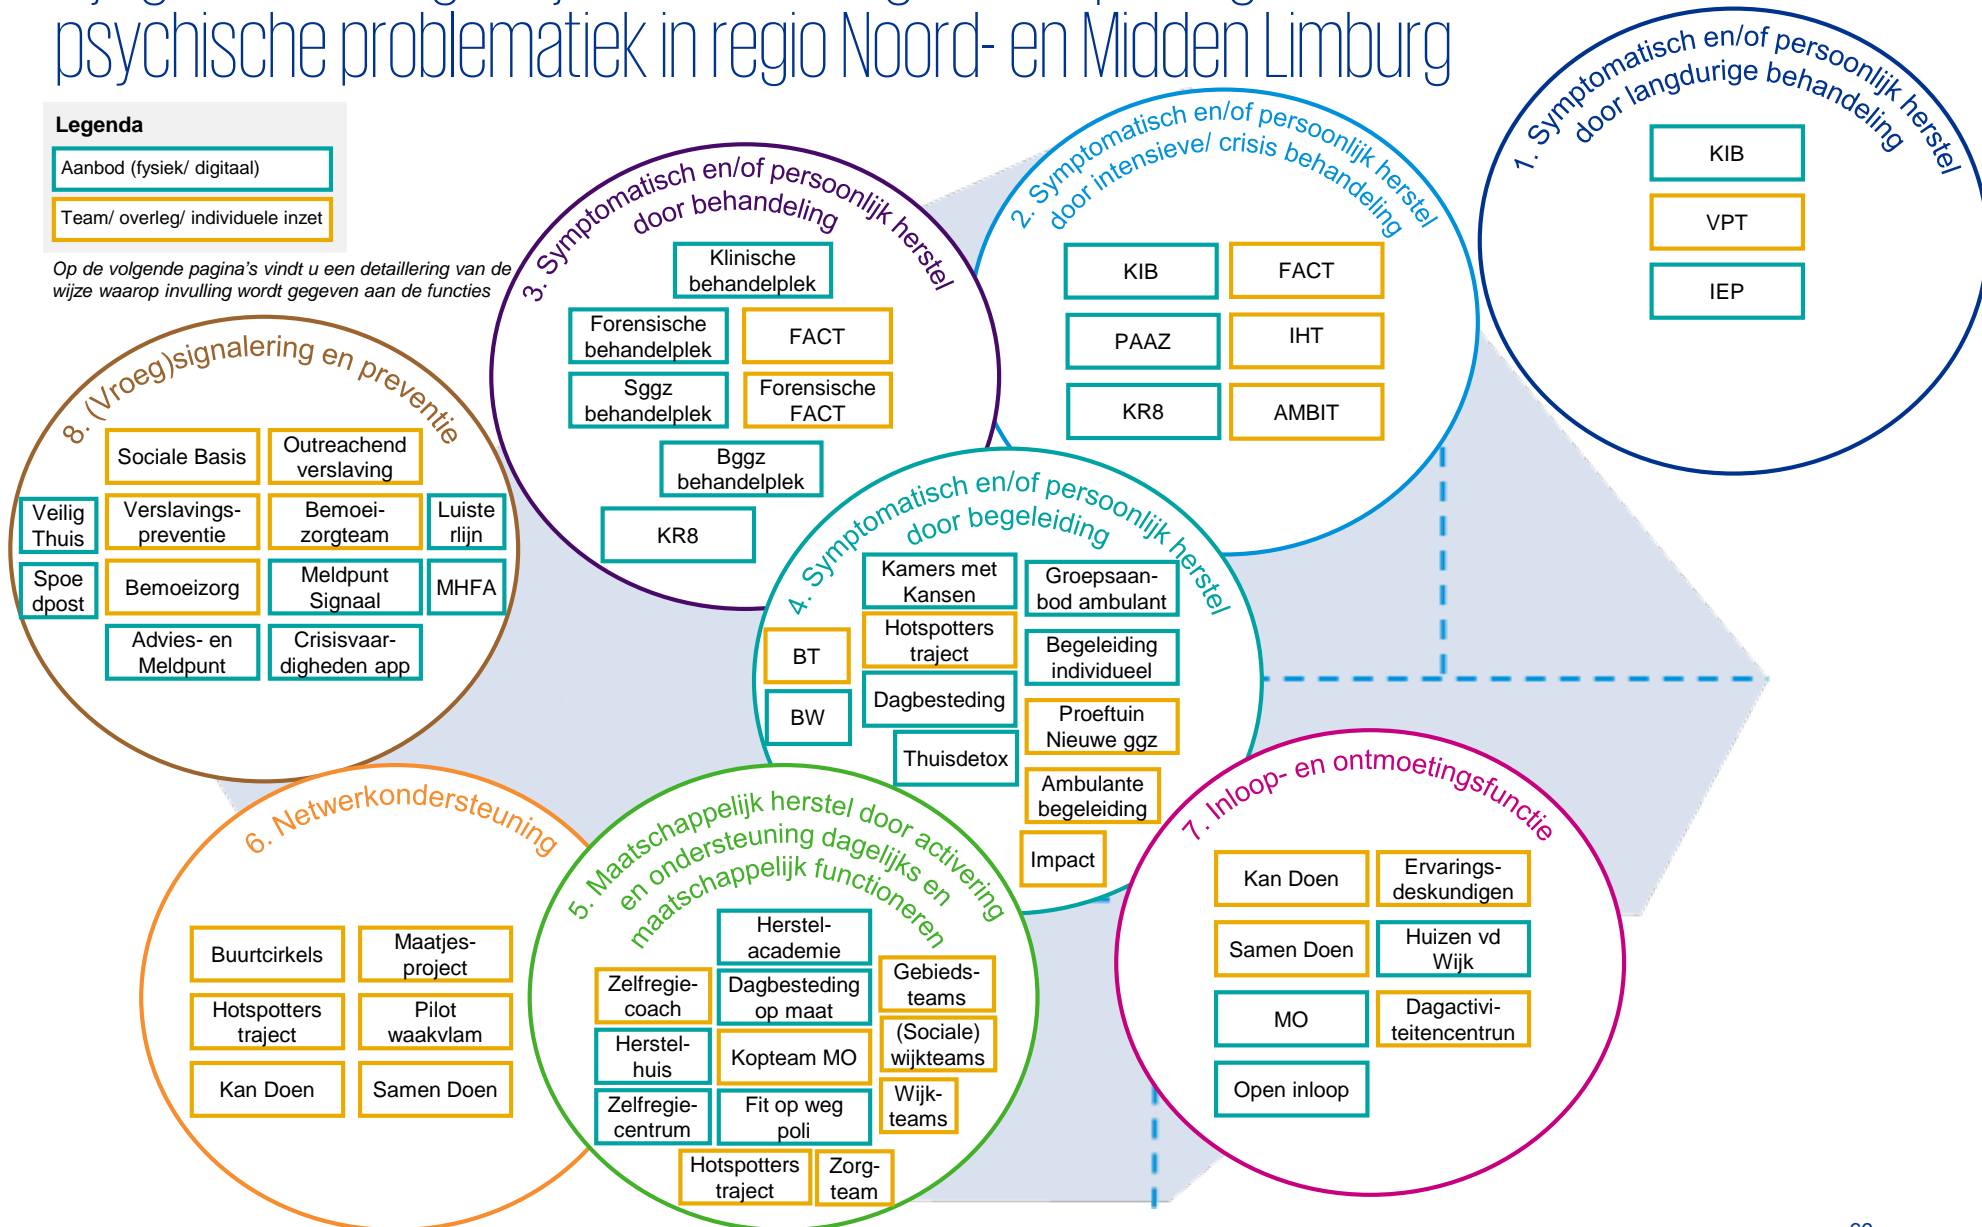 psychische problematiek in regio Noord- en Midden Limburg
Legenda
Aanbod (fysiek/ digitaal)
Team/ overleg/ individuele inzet
Op de volgende pagina's vindt u een detaillering van de
wijze waarop invulling wordt gegeven aan de functies
1. Symptomatisch en/of persoonlijk herstel
door langdurige behandeling
KIB
VPT
IEP
2. Symptomatisch en/of persoonlijk herstel
door intensieve/ crisis behandeling
KIB
FACT
PAAZ
IHT
KR8
AMBIT
3. Symptomatisch en/of persoonlijk herstel
door behandeling
Klinische
behandelplek
Forensische
behandelplek
FACT
Sggz
behandelplek
Forensische
FACT
Bggz
behandelplek
KR8
4. Symptomatisch en/of persoonlijk herstel
door begeleiding
Kamers met
Kansen
Groepsaan-
bod ambulant
BT
Hotspotters
traject
Begeleiding
individueel
BW
Dagbesteding
Proeftuin
Nieuwe ggz
Thuisdetox
Ambulante
begeleiding
Impact
8. (Vroeg)signalering en preventie
Sociale Basis
Outreachend
verslaving
Veilig
Thuis
Verslavings-
preventie
Bemoei-
zorgteam
Luiste
rlijn
Spoe
dpost
Bemoeizorg
Meldpunt
Signaal
MHFA
Advies- en
Meldpunt
Crisisvaar-
digheden app
6. Netwerkondersteuning
Buurtcirkels
Maatjes-
project
Hotspotters
traject
Pilot
waakvlam
Kan Doen
Samen Doen
5. Maatschappelijk herstel door activering
en ondersteuning dagelijks en
maatschappelijk functioneren
Herstel-
academie
Zelfregie-
coach
Dagbesteding
op maat
Gebieds-
teams
Herstel-
huis
Kopteam MO
(Sociale)
wijkteams
Zelfregie-
centrum
Fit op weg
poli
Wijk-
teams
Hotspotters
traject
Zorg-
team
7. Inloop- en ontmoetingsfunctie
Kan Doen
Ervarings-
deskundigen
Samen Doen
Huizen vd
Wijk
MO
Dagactivi-
teitencentrun
Open inloop